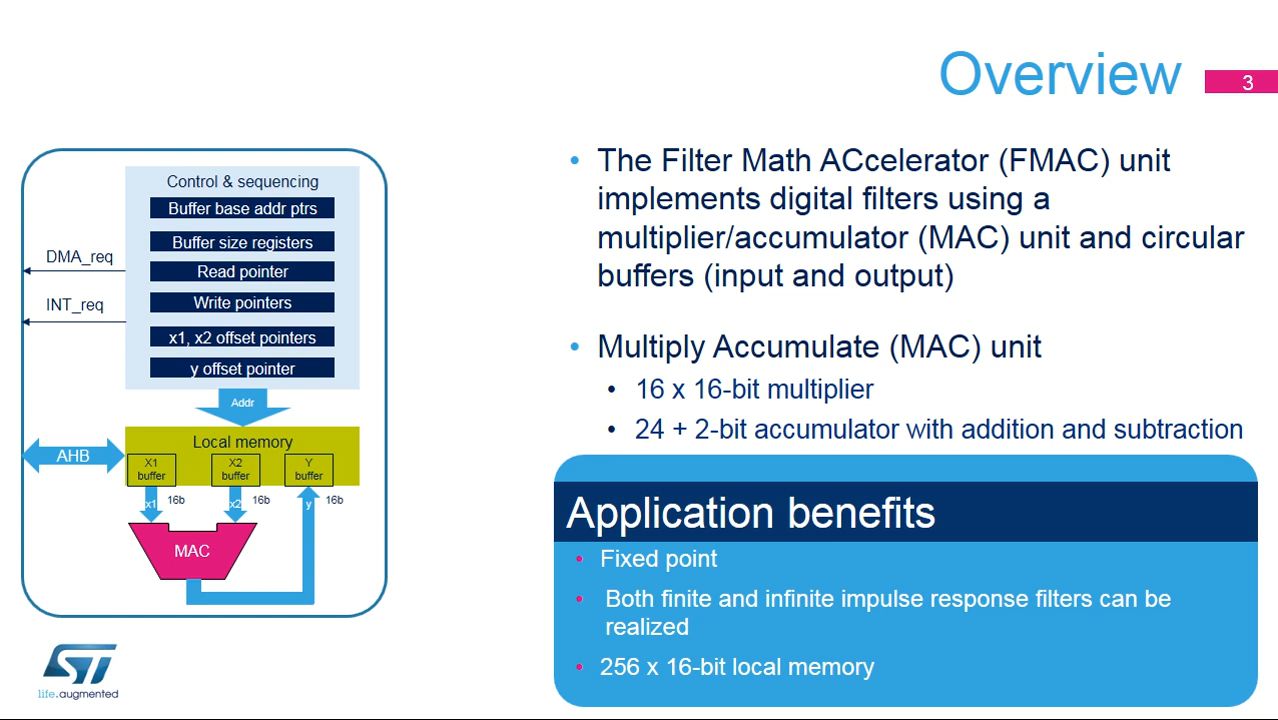 Overview
3
Control & sequencing
Buffer base addr ptrs
Buffer size registers
Read pointer
Write pointers
x1, x2 offset pointers
y offset pointer
DMA_req
INT_req
Addr
AHB
Local memory
X1
buffer
X2
buffer
Y
buffer
x1
16b
x2
16b
y
16b
MAC
ST
life.augmented
• The Filter Math ACcelerator (FMAC) unit
implements digital filters using a
multiplier/accumulator (MAC) unit and circular
buffers (input and output)
• Multiply Accumulate (MAC) unit
• 16 x 16-bit multiplier
• 24 + 2-bit accumulator with addition and subtraction
Application benefits
• Fixed point
• Both finite and infinite impulse response filters can be
realized
• 256 x 16-bit local memory